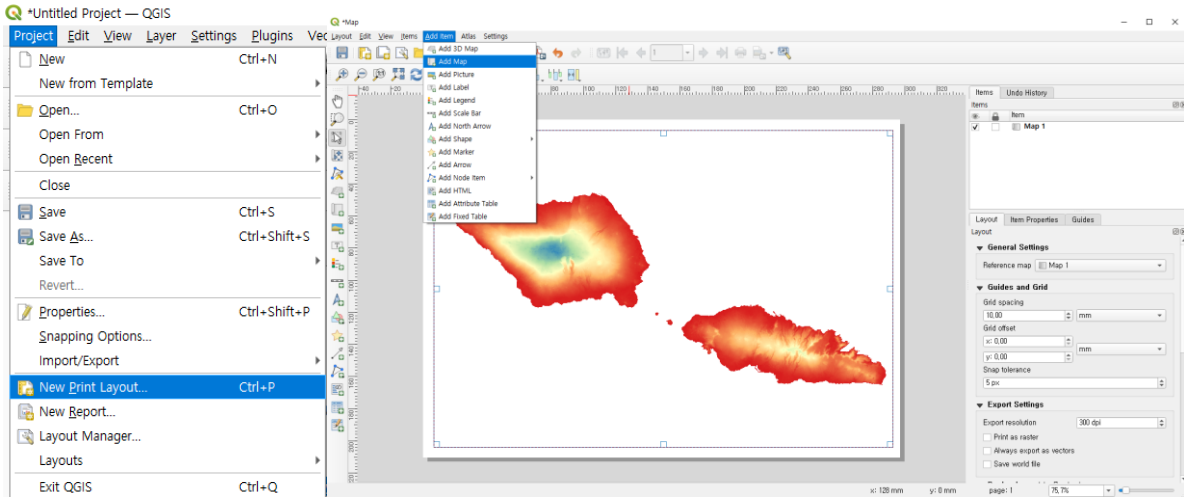 *Untitled Project — QGIS
Project Edit View Layer Settings Plugins Vec
New Ctrl+N
New from Template
Open... Ctrl+O
Open From
Open Recent
Close
Save Ctrl+S
Save As... Ctrl+Shift+S
Save To
Revert...
Properties... Ctrl+Shift+P
Snapping Options...
Import/Export
New Print Layout... Ctrl+P
New Report...
Layout Manager...
Layouts
Exit QGIS Ctrl+Q
*Map
Layout Edit View Items Add Item Atlas Settings
Add 3D Map
Add Map
Add Picture
Add Label
Add Legend
Add Scale Bar
Add North Arrow
Add Shape
Add Marker
Add Arrow
Add Node Item
Add HTML
Add Attribute Table
Add Fixed Table
Items Undo History
Items
Item
Map 1
Layout Item Properties Guides
Layout
General Settings
Reference map Map 1
Guides and Grid
Grid spacing
10,00 mm
Grid offset
x: 0,00
mm
y: 0,00
Snap tolerance
5 px
Export Settings
Export resolution 300 dpi
Print as raster
Always export as vectors
Save world file
x: 128 mm y: 0 mm page: 1 75,7%